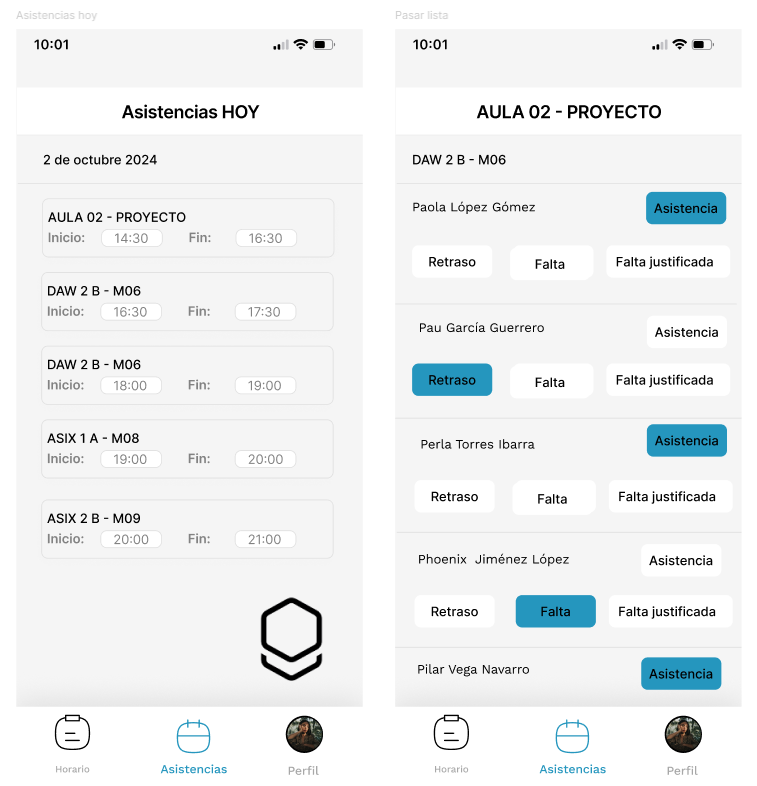 Asistencias hoy
10:01
Asistencias HOY
2 de octubre 2024
AULA 02 - PROYECTO
Inicio: 14:30 Fin: 16:30
DAW 2 B - M06
Inicio: 16:30 Fin: 17:30
DAW 2 B - M06
Inicio: 18:00 Fin: 19:00
ASIX 1 A - M08
Inicio: 19:00 Fin: 20:00
ASIX 2 B - M09
Inicio: 20:00 Fin: 21:00
Horario Asistencias Perfil
Pasar lista
10:01
AULA 02 - PROYECTO
DAW 2 B - M06
Paola López Gómez Asistencia
Retraso Falta Falta justificada
Pau García Guerrero Asistencia
Retraso Falta Falta justificada
Perla Torres Ibarra Asistencia
Retraso Falta Falta justificada
Phoenix Jiménez López Asistencia
Retraso Falta Falta justificada
Pilar Vega Navarro Asistencia
Horario Asistencias Perfil